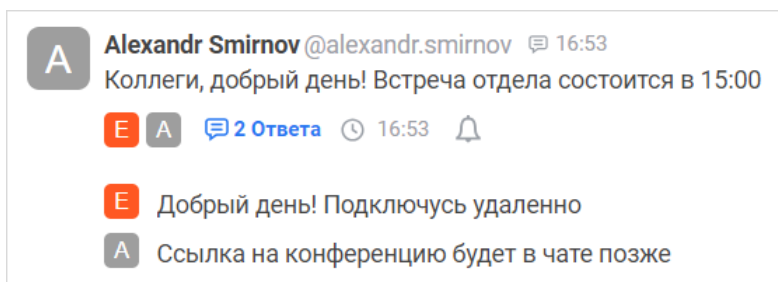 A
Alexandr Smirnov @alexandr.smirnov 16:53
Коллеги, добрый день! Встреча отдела состоится в 15:00
E A 2 Ответа 16:53
E Добрый день! Подключусь удаленно
A Ссылка на конференцию будет в чате позже